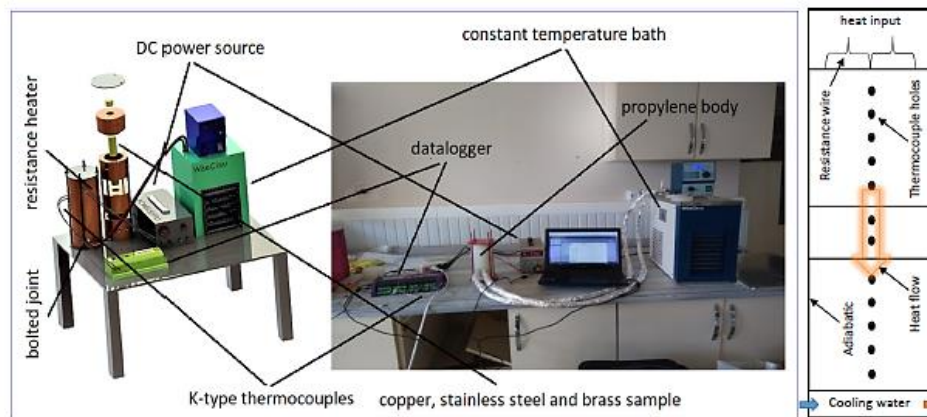 DC power source
constant temperature bath
propylene body
datalogger
resistance heater
bolted joint
K-type thermocouples
copper, stainless steel and brass sample
heat input
Resistance wire
Thermocouple holes
Adiabatic
Heat flow
Cooling water